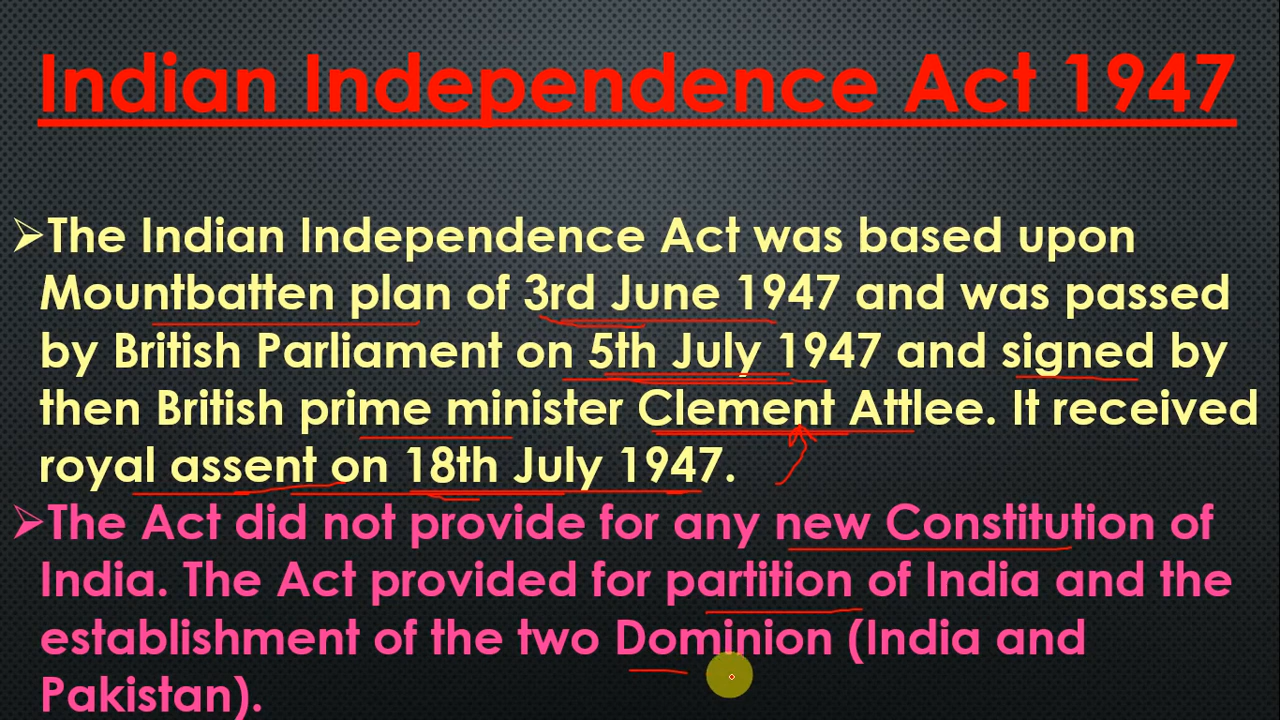 Indian Independence Act 1947
➢The Indian Independence Act was based upon
Mountbatten plan of 3rd June 1947 and was passed
by British Parliament on 5th July 1947 and signed by
then British prime minister Clement Attlee. It received
royal assent on 18th July 1947.
➢The Act did not provide for any new Constitution of
India. The Act provided for partition of India and the
establishment of the two Dominion (India and
Pakistan).